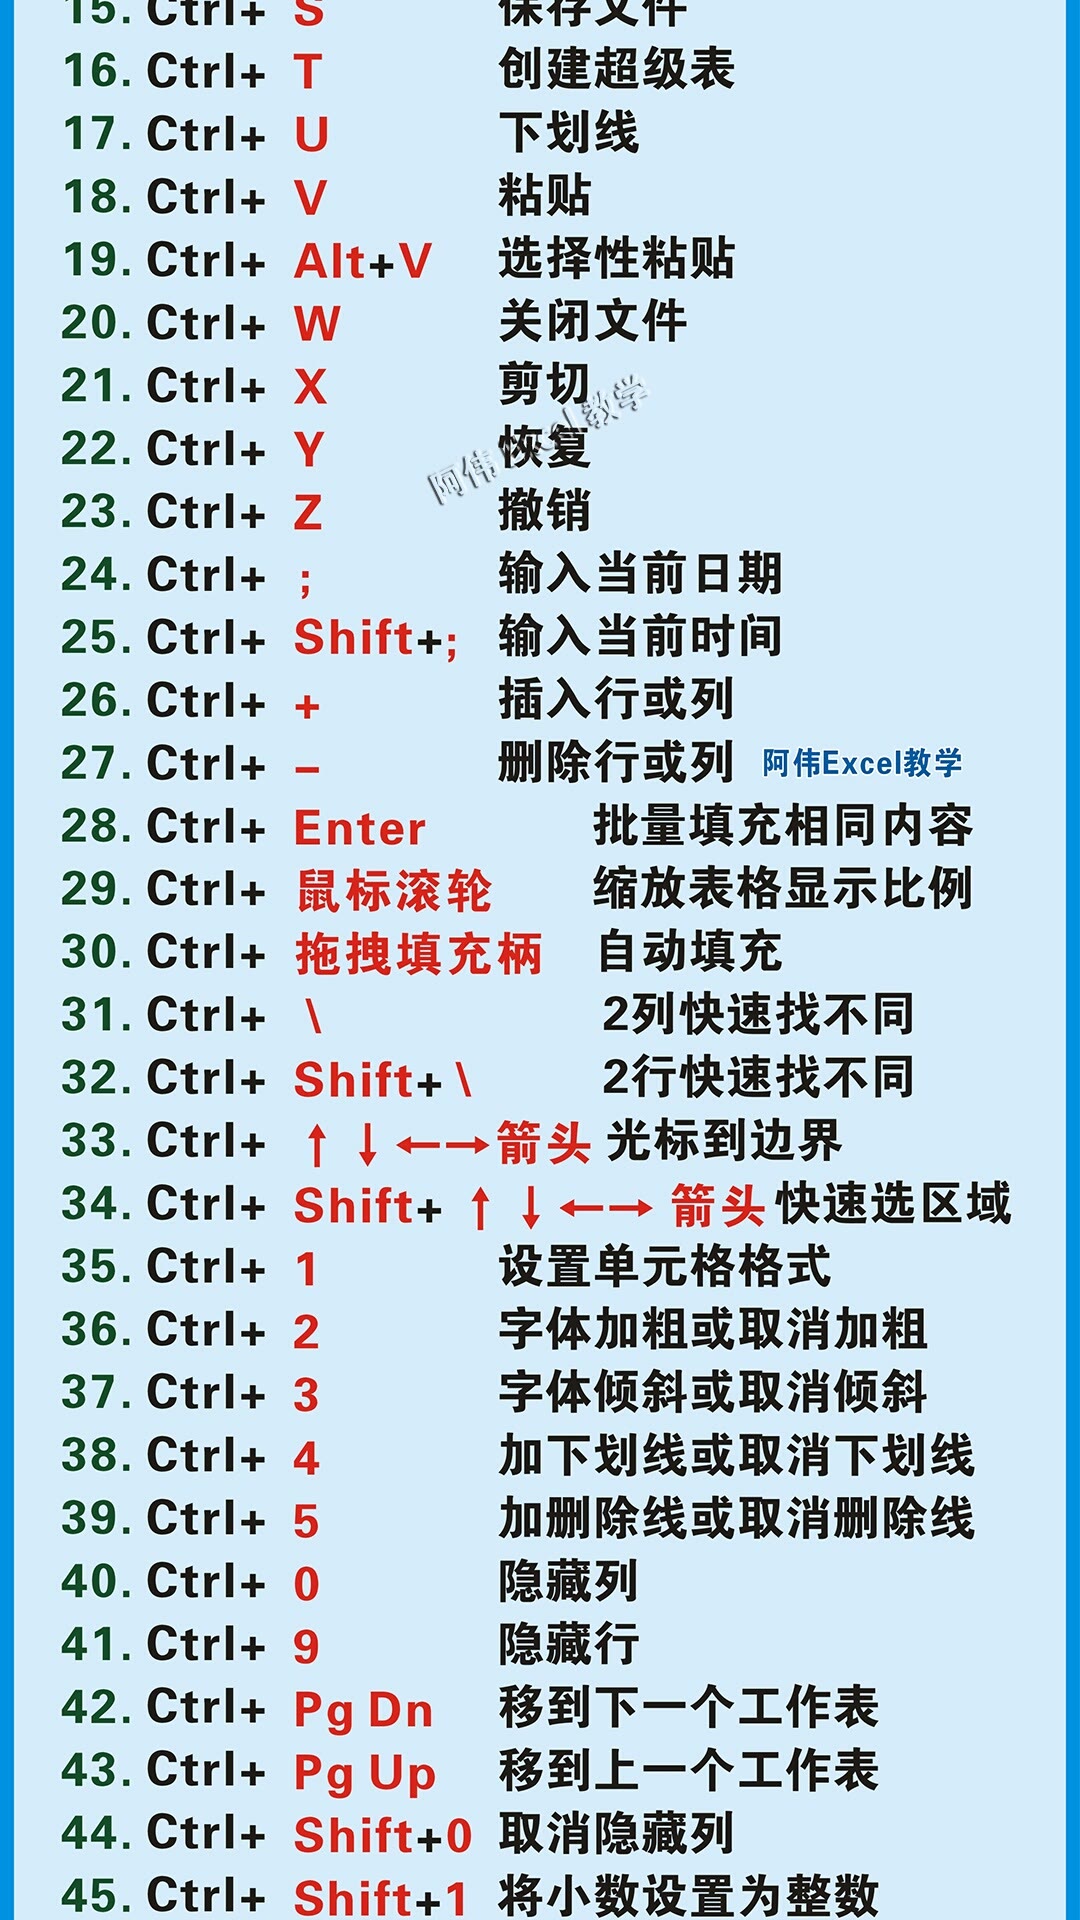 15. Ctrl+ S 保存文件
16. Ctrl+ T 创建超级表
17. Ctrl+ U 下划线
18. Ctrl+ V 粘贴
19. Ctrl+ Alt+V 选择性粘贴
20. Ctrl+ W 关闭文件
21. Ctrl+ X 剪切
22. Ctrl+ Y 恢复
阿伟Excel教学
23. Ctrl+ Z 撤销
24. Ctrl+ ; 输入当前日期
25. Ctrl+ Shift+; 输入当前时间
26. Ctrl+ + 插入行或列
27. Ctrl+ − 删除行或列 阿伟Excel教学
28. Ctrl+ Enter 批量填充相同内容
29. Ctrl+ 鼠标滚轮 缩放表格显示比例
30. Ctrl+ 拖拽填充柄 自动填充
31. Ctrl+ \ 2列快速找不同
32. Ctrl+ Shift+ \ 2行快速找不同
33. Ctrl+ ↑ ↓ ←→箭头 光标到边界
34. Ctrl+ Shift+ ↑ ↓ ←→ 箭头 快速选区域
35. Ctrl+ 1 设置单元格格式
36. Ctrl+ 2 字体加粗或取消加粗
37. Ctrl+ 3 字体倾斜或取消倾斜
38. Ctrl+ 4 加下划线或取消下划线
39. Ctrl+ 5 加删除线或取消删除线
40. Ctrl+ 0 隐藏列
41. Ctrl+ 9 隐藏行
42. Ctrl+ Pg Dn 移到下一个工作表
43. Ctrl+ Pg Up 移到上一个工作表
44. Ctrl+ Shift+0 取消隐藏列
45. Ctrl+ Shift+1 将小数设置为整数